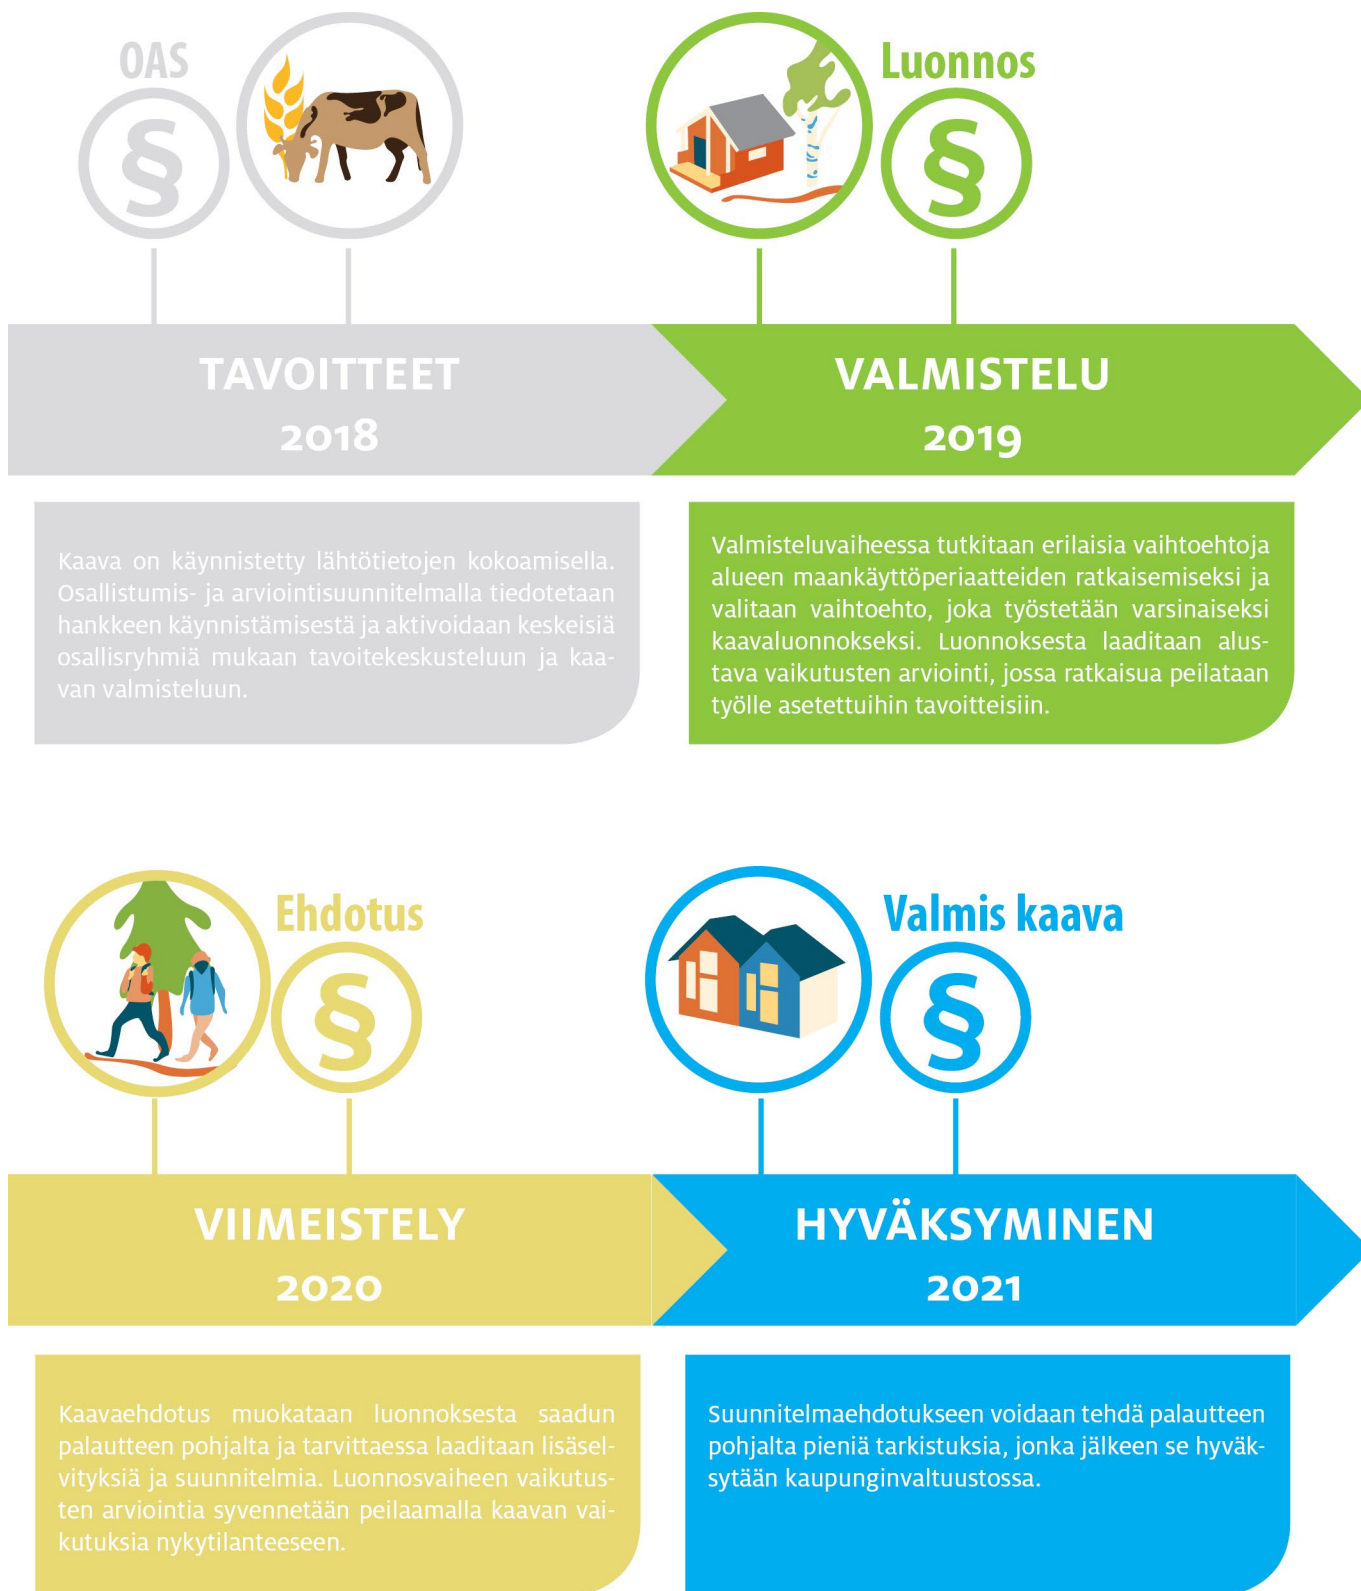 OAS
§
Luonnos
§
TAVOITTEET
2018
VALMISTELU
2019
Kaava on käynnistetty lähtötietojen kokoamisella.
Osallistumis- ja arviointisuunnitelmalla tiedotetaan
hankkeen käynnistämisestä ja aktivoidaan keskeisiä
osallisryhmiä mukaan tavoitekeskusteluun ja kaa-
van valmisteluun.
Valmisteluvaiheessa tutkitaan erilaisia vaihtoehtoja
alueen maankäyttöperiaatteiden ratkaisemiseksi ja
valitaan vaihtoehto, joka työstetään varsinaiseksi
kaavaluonnokseksi. Luonnoksesta laaditaan alus-
tava vaikutusten arviointi, jossa ratkaisua peilataan
työlle asetettuihin tavoitteisiin.
Ehdotus
§
Valmis kaava
§
VIIMEISTELY
2020
HYVÄKSYMINEN
2021
Kaavaehdotus muokataan luonnoksesta saadun
palautteen pohjalta ja tarvittaessa laaditaan lisäsel-
vityksiä ja suunnitelmia. Luonnosvaiheen vaikutus-
ten arviointia syvennetään peilaamalla kaavan vai-
kutuksia nykytilanteeseen.
Suunnitelmaehdotukseen voidaan tehdä palautteen
pohjalta pieniä tarkistuksia, jonka jälkeen se hyväk-
sytään kaupunginvaltuustossa.